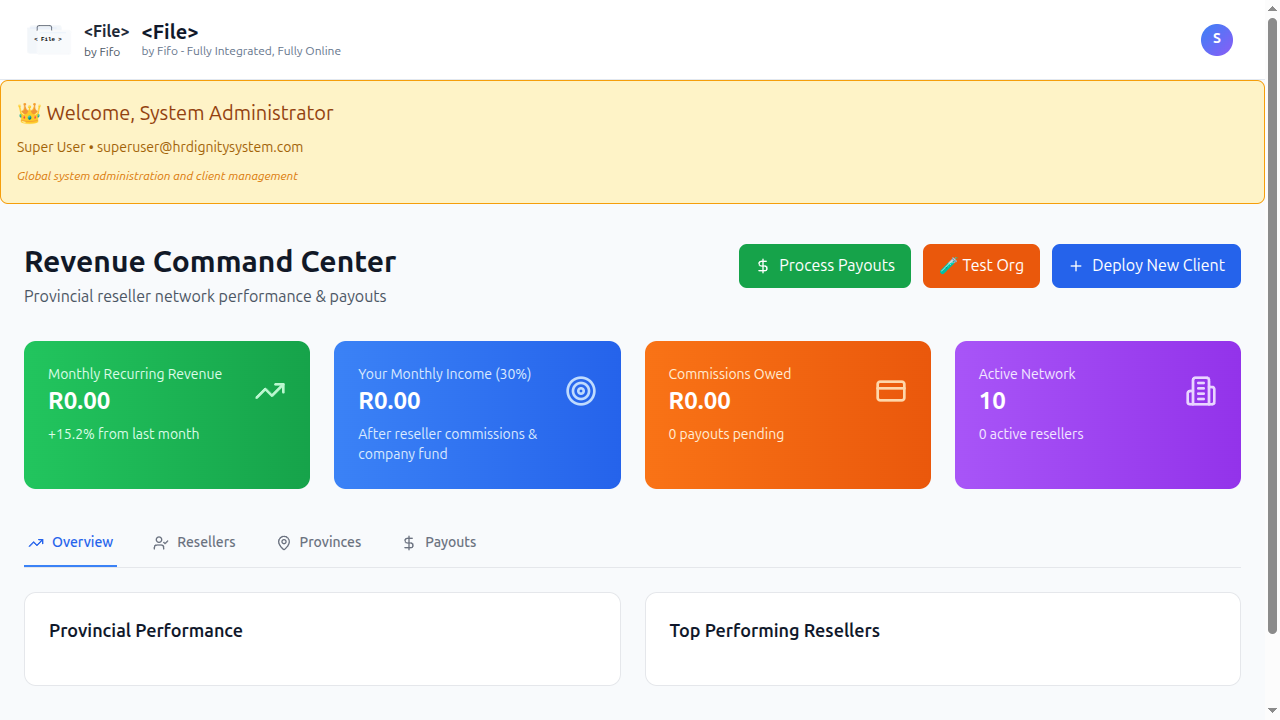 < File >
<File>
by Fifo
<File>
by Fifo - Fully Integrated, Fully Online
S
👑 Welcome, System Administrator
Super User • superuser@hrdignitysystem.com
Global system administration and client management
Revenue Command Center
Provincial reseller network performance & payouts
Process Payouts
🧪 Test Org
Deploy New Client
Monthly Recurring Revenue
R0.00
+15.2% from last month
Your Monthly Income (30%)
R0.00
After reseller commissions &
company fund
Commissions Owed
R0.00
0 payouts pending
Active Network
10
0 active resellers
Overview
Resellers
Provinces
Payouts
Provincial Performance
Top Performing Resellers